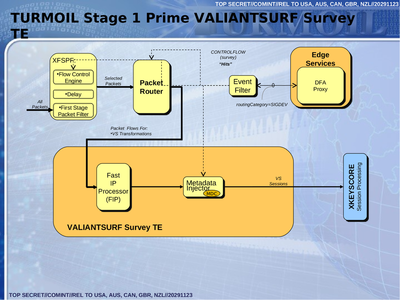 TOP SECRET//COMINT//REL TO USA, AUS, CAN, GBR, NZL//20291123
TURMOIL Stage 1 Prime VALIANTSURF Survey
TE
XFSPF
•Flow Control
Engine
•Delay
•First Stage
Packet Filter
All
Packets
Selected
Packets
Packet
Router
CONTROLFLOW
(survey)
"Hits"
Event
Filter
routingCategory=SIGDEV
Edge
Services
DFA
Proxy
Packet Flows For:
•VS Transformations
Fast
IP
Processor
(FIP)
Metadata
Injector
VS
Sessions
XKEYSCORE
Session Processing
VALIANTSURF Survey TE
TOP SECRET//COMINT//REL TO USA, AUS, CAN, GBR, NZL//20291123